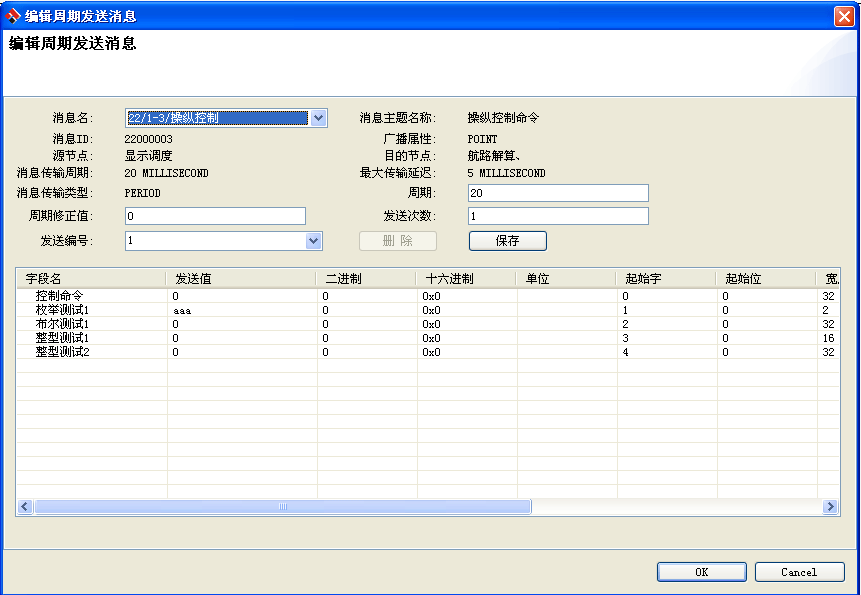 编辑周期发送消息
编辑周期发送消息
消息名: 22/1-3/操纵控制 消息主题名称: 操纵控制命令
消息ID: 22000003 广播属性: POINT
源节点: 显示调度 目的节点: 航路解算、
消息传输周期: 20 MILLISECOND 最大传输延迟: 5 MILLISECOND
消息传输类型: PERIOD 周期: 20
周期修正值: 0 发送次数: 1
发送编号: 1 删 除 保存
字段名 发送值 二进制 十六进制 单位 起始字 起始位 宽
控制命令 0 0 0x0 0 0 32
枚举测试1 aaa 0 0x0 1 0 2
布尔测试1 0 0 0x0 2 0 32
整型测试1 0 0 0x0 3 0 16
整型测试2 0 0 0x0 4 0 32
OK Cancel